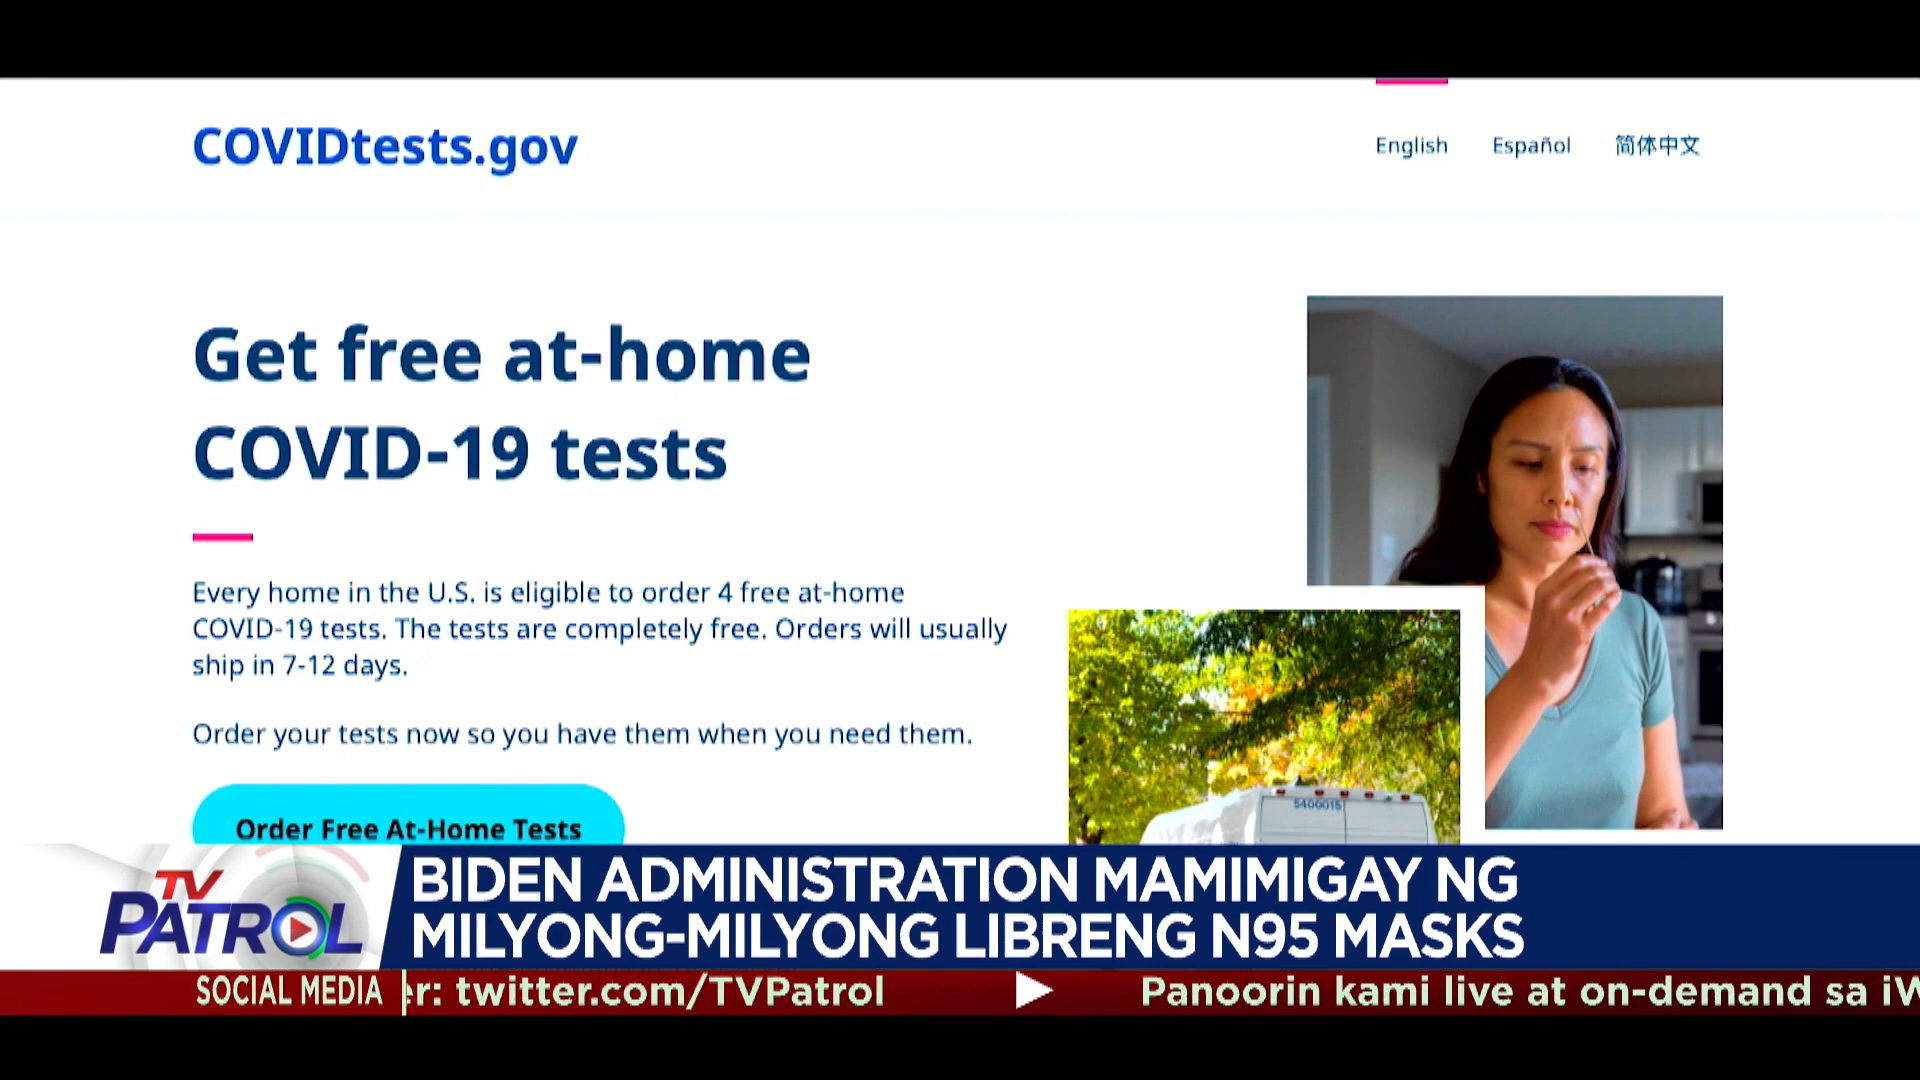 COVIDtests.gov
English Español 简体中文
Get free at-home
COVID-19 tests
Every home in the U.S. is eligible to order 4 free at-home
COVID-19 tests. The tests are completely free. Orders will usually
ship in 7-12 days.
Order your tests now so you have them when you need them.
Order Free At-Home Tests
5400015
TV
PATROL
BIDEN ADMINISTRATION MAMIMIGAY NG
MILYONG-MILYONG LIBRENG N95 MASKS
SOCIAL MEDIA er: twitter.com/TVPatrol Panoorin kami live at on-demand sa iW